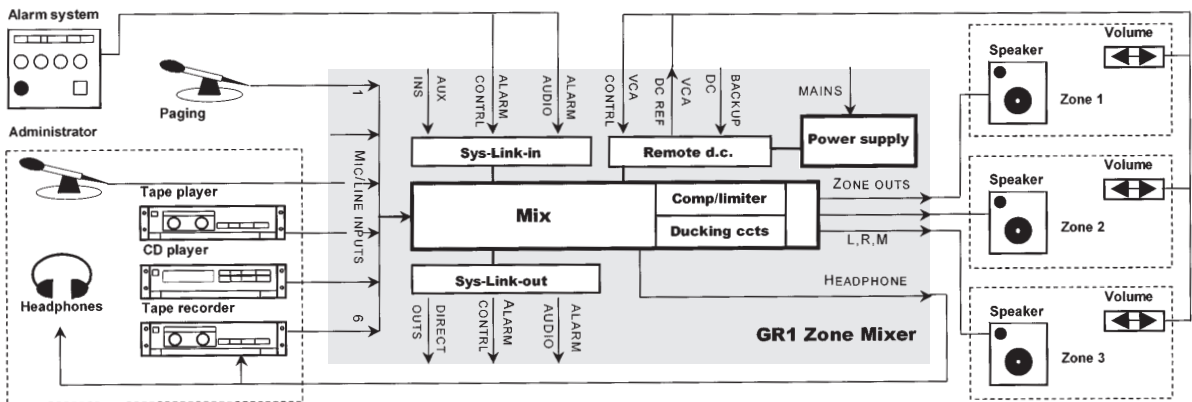 Alarm system
Paging
Administrator
Tape player
CD player
Headphones
Tape recorder
1
MIC/LINE INPUTS
6
AUX INS
ALARM CONTRL
ALARM AUDIO
VCA CONTRL
VCA DC REF
BACKUP DC
MAINS
Sys-Link-in
Remote d.c.
Power supply
Mix
Comp/limiter
Ducking ccts
ZONE OUTS
L,R,M
Sys-Link-out
HEADPHONE
DIRECT OUTS
ALARM CONTRL
ALARM AUDIO
GR1 Zone Mixer
Speaker
Volume
Zone 1
Speaker
Volume
Zone 2
Speaker
Volume
Zone 3